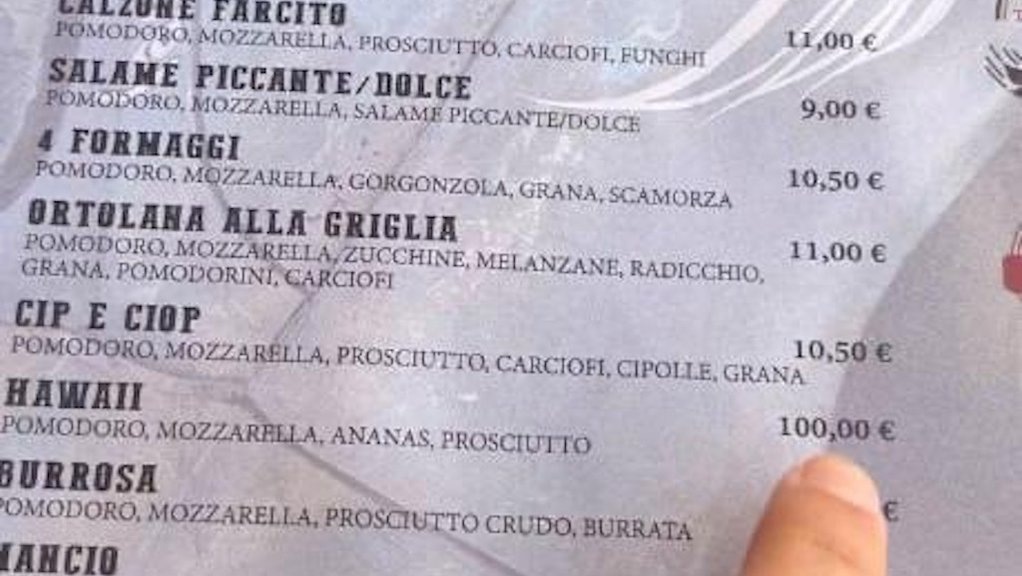 CALZONE FARCITO
POMODORO, MOZZARELLA, PROSCIUTTO, CARCIOFI, FUNGHI 11,00 €
SALAME PICCANTE/DOLCE
POMODORO, MOZZARELLA, SALAME PICCANTE/DOLCE 9,00 €
4 FORMAGGI
POMODORO, MOZZARELLA, GORGONZOLA, GRANA, SCAMORZA 10,50 €
ORTOLANA ALLA GRIGLIA
POMODORO, MOZZARELLA, ZUCCHINE, MELANZANE, RADICCHIO, 11,00 €
GRANA, POMODORINI, CARCIOFI
CIP E CIOP
POMODORO, MOZZARELLA, PROSCIUTTO, CARCIOFI, CIPOLLE, GRANA 10,50 €
HAWAII
POMODORO, MOZZARELLA, ANANAS, PROSCIUTTO 100,00 €
BURROSA
POMODORO, MOZZARELLA, PROSCIUTTO CRUDO, BURRATA €